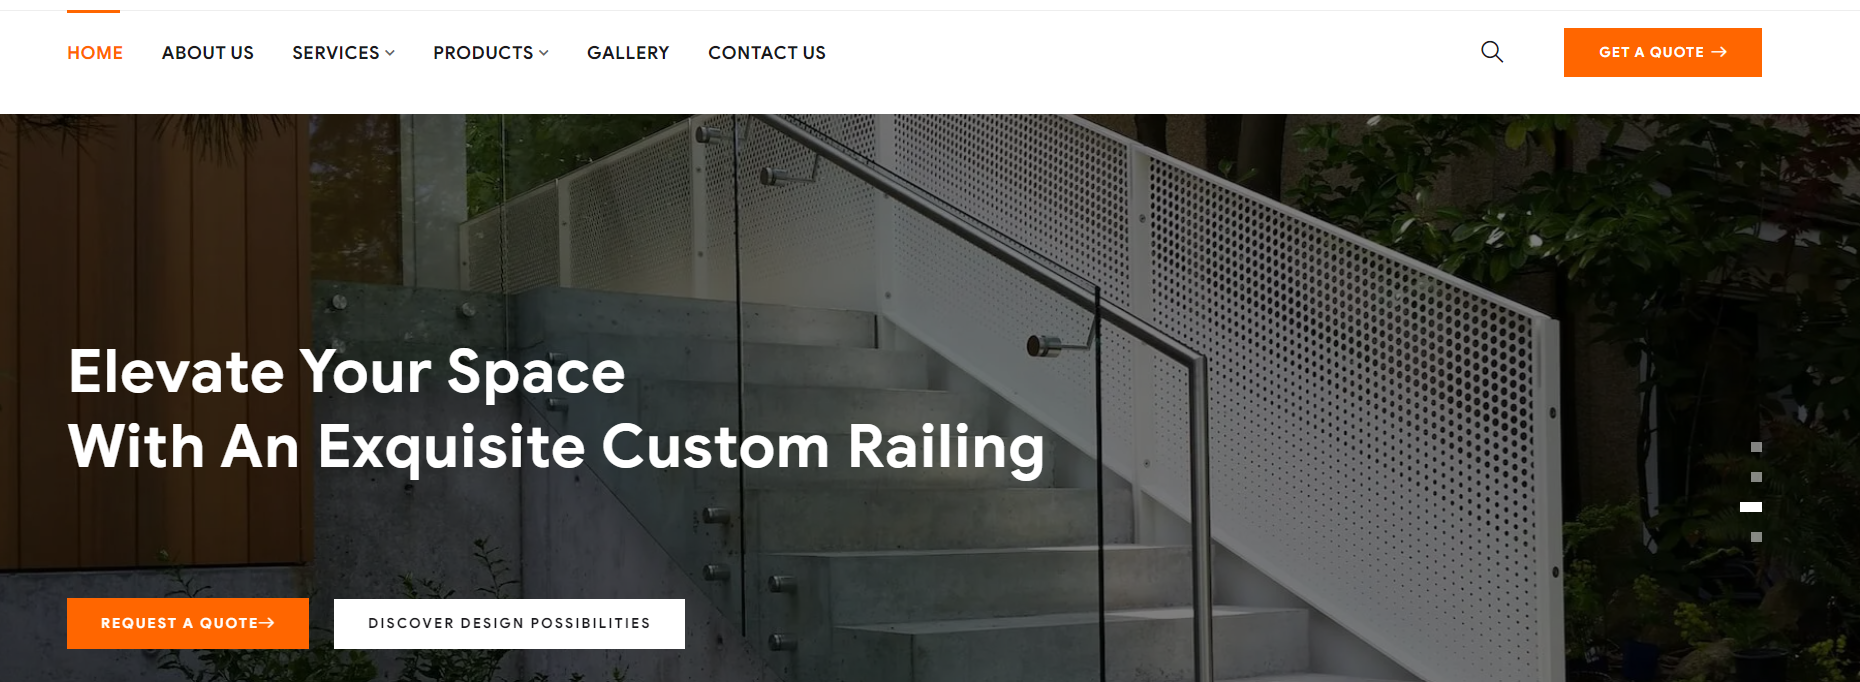 HOME ABOUT US SERVICES PRODUCTS GALLERY CONTACT US GET A QUOTE →
Elevate Your Space
With An Exquisite Custom Railing
REQUEST A QUOTE→ DISCOVER DESIGN POSSIBILITIES